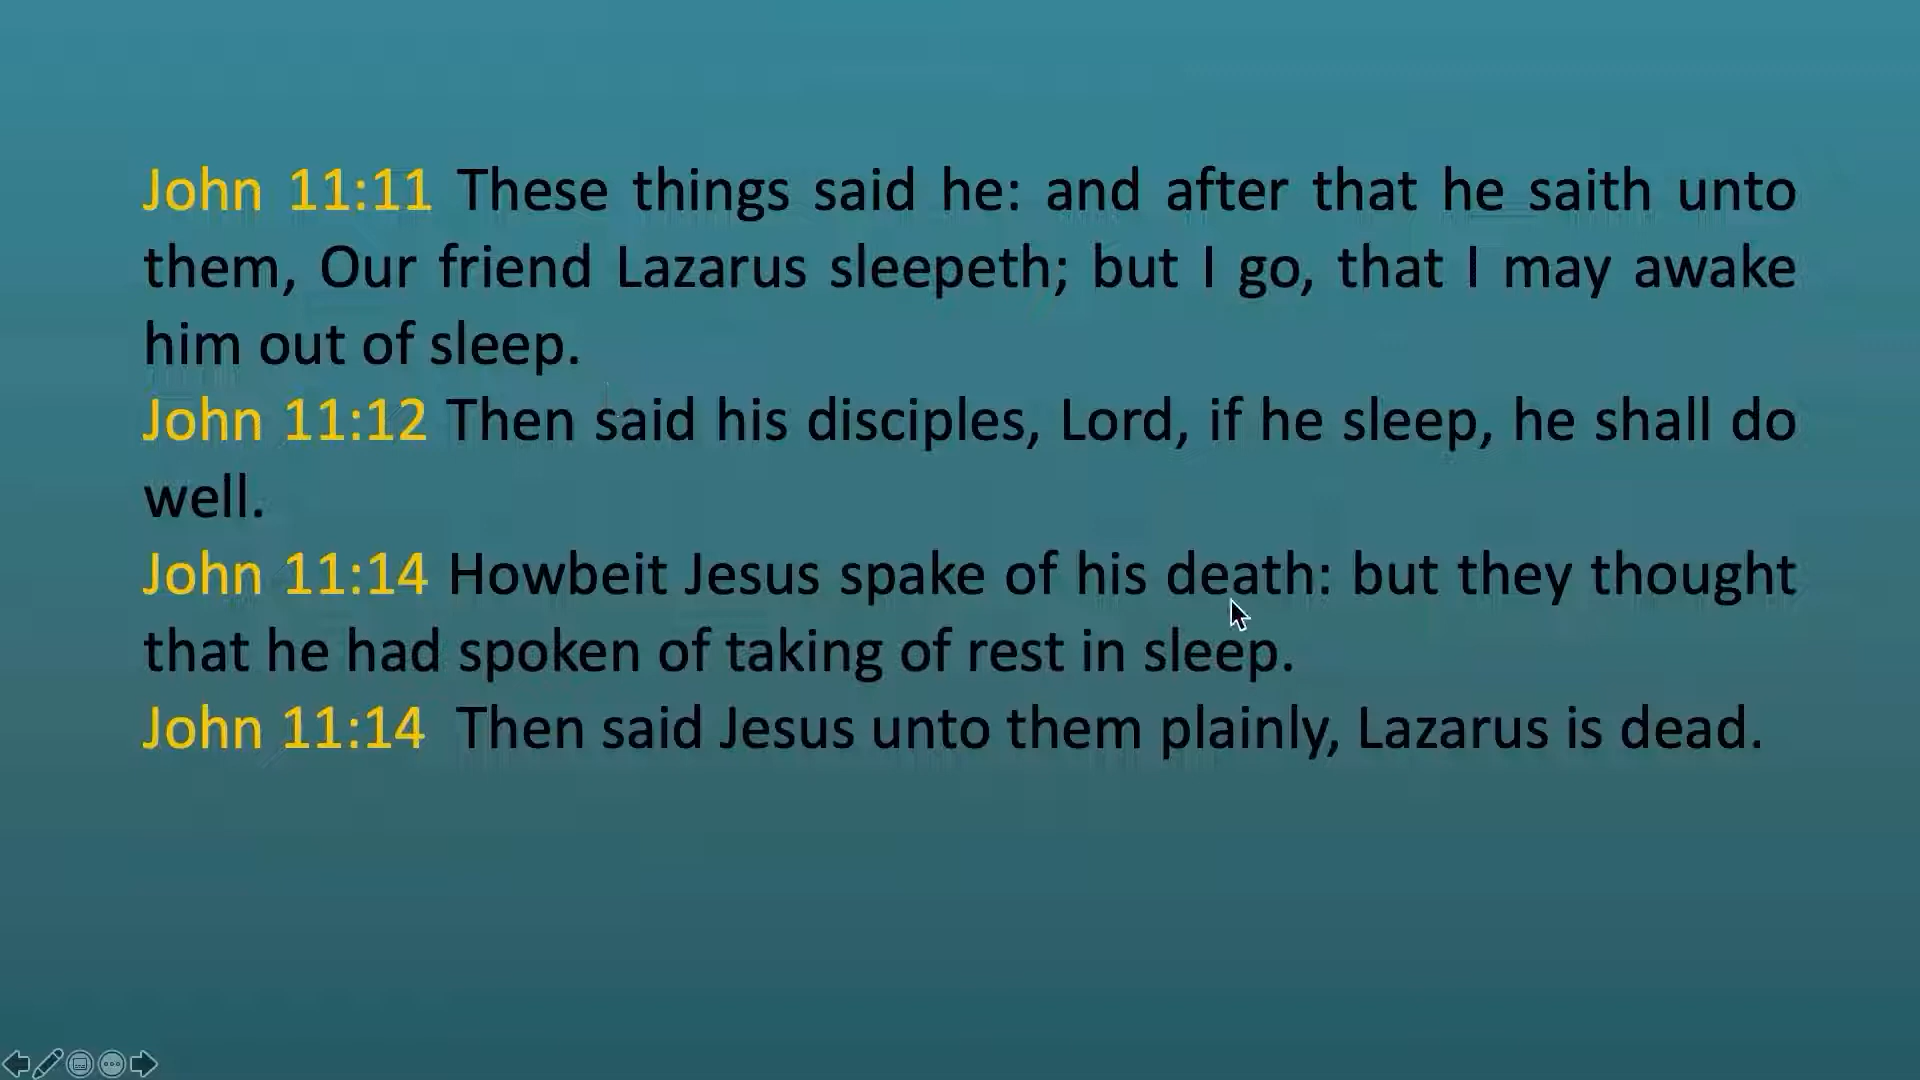 John 11:11 These things said he: and after that he saith unto
them, Our friend Lazarus sleepeth; but I go, that I may awake
him out of sleep.
John 11:12 Then said his disciples, Lord, if he sleep, he shall do
well.
John 11:14 Howbeit Jesus spake of his death: but they thought
that he had spoken of taking of rest in sleep.
John 11:14 Then said Jesus unto them plainly, Lazarus is dead.